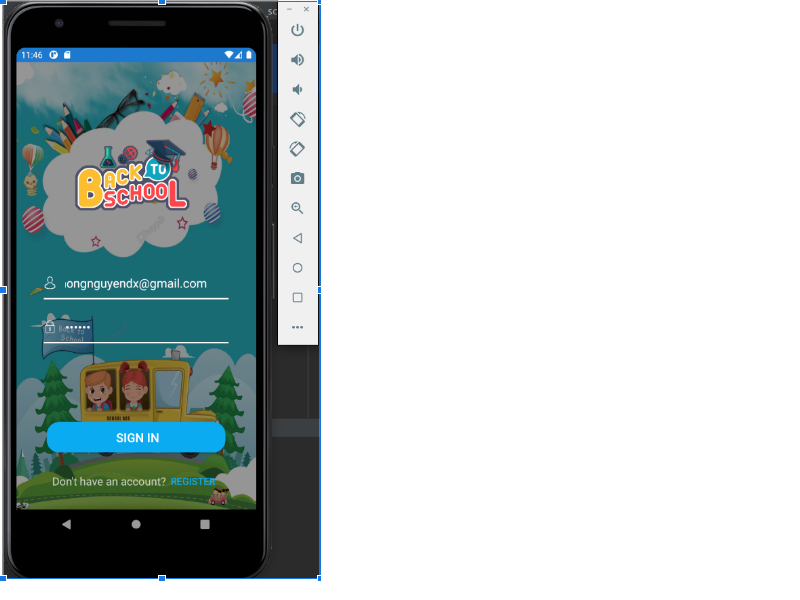 11:46
BACK TO
SCHOOL
ongnguyendx@gmail.com
Back to
School
SCHOOL BUS
SIGN IN
Don't have an account? REGISTER